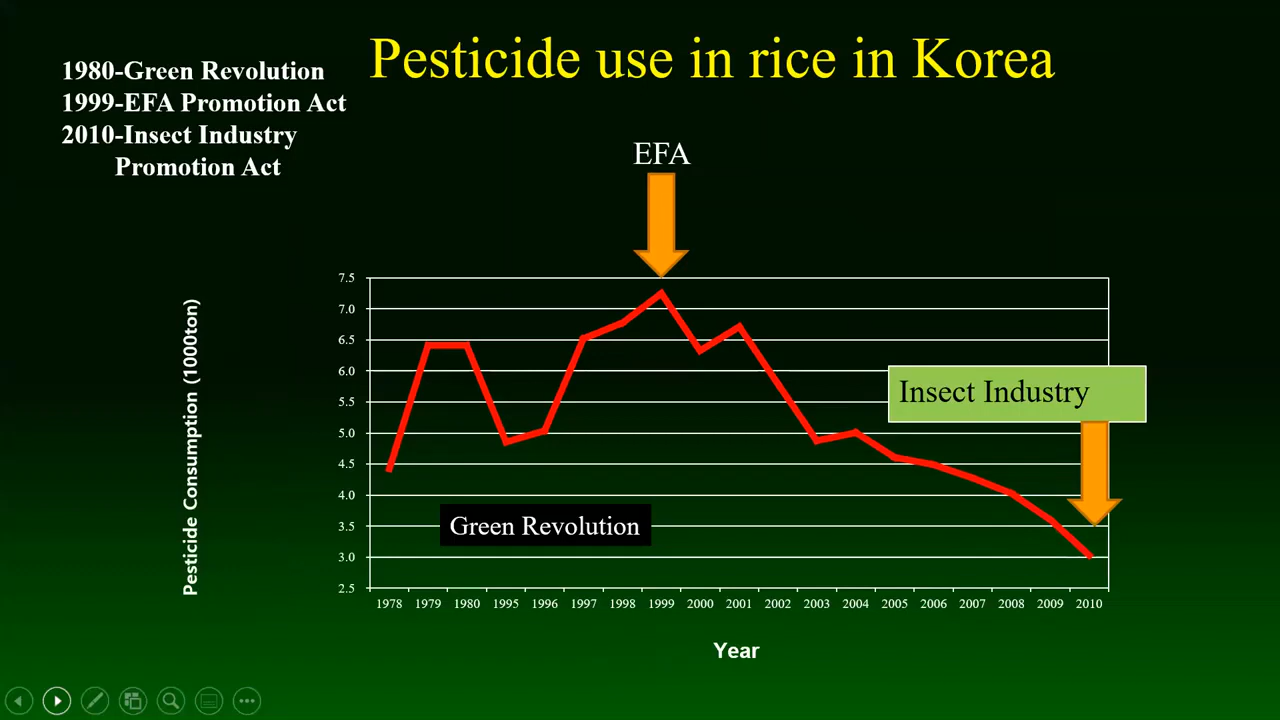 Pesticide use in rice in Korea
1980-Green Revolution
1999-EFA Promotion Act
2010-Insect Industry
Promotion Act
EFA
7.5
7.0
6.5
6.0
5.5
5.0
4.5
4.0
3.5
3.0
2.5
Pesticide Consumption (1000ton)
Insect Industry
Green Revolution
1978 1979 1980 1995 1996 1997 1998 1999 2000 2001 2002 2003 2004 2005 2006 2007 2008 2009 2010
Year